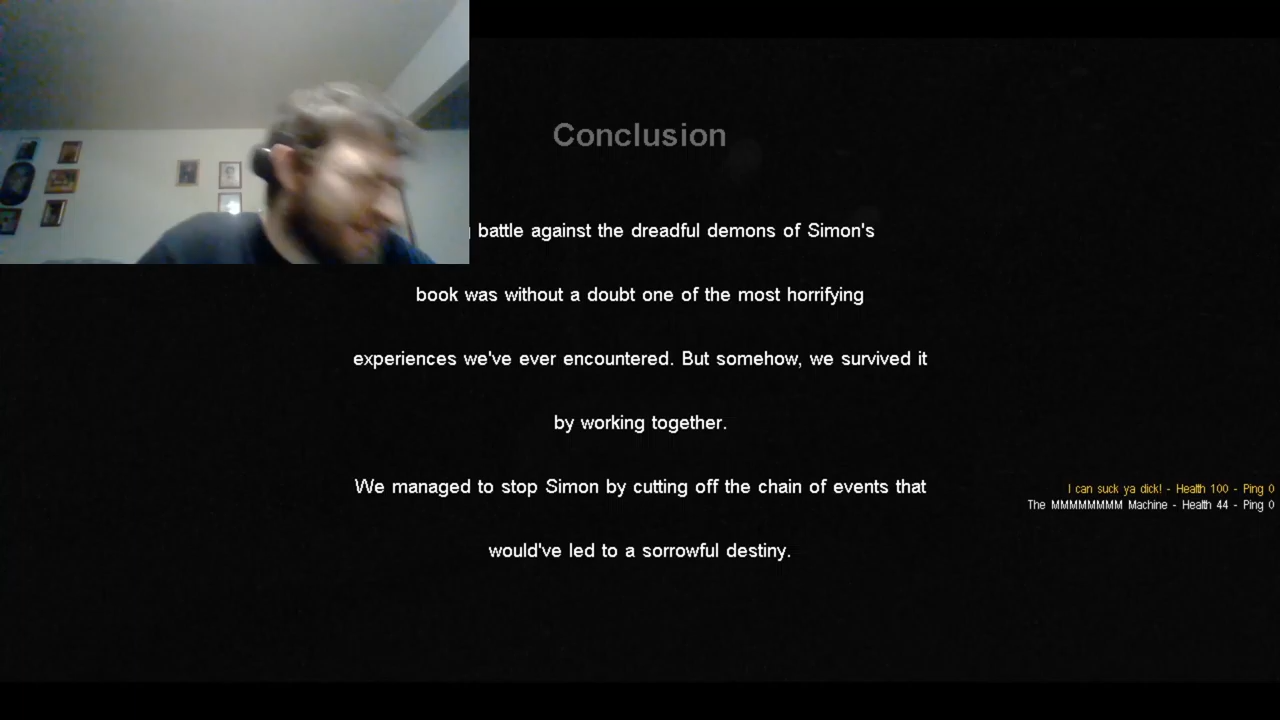 Conclusion
battle against the dreadful demons of Simon's
book was without a doubt one of the most horrifying
experiences we've ever encountered. But somehow, we survived it
by working together.
We managed to stop Simon by cutting off the chain of events that
would've led to a sorrowful destiny.
I can suck ya dick! - Health 100 - Ping 0
The MMMMMMMM Machine - Health 44 - Ping 0